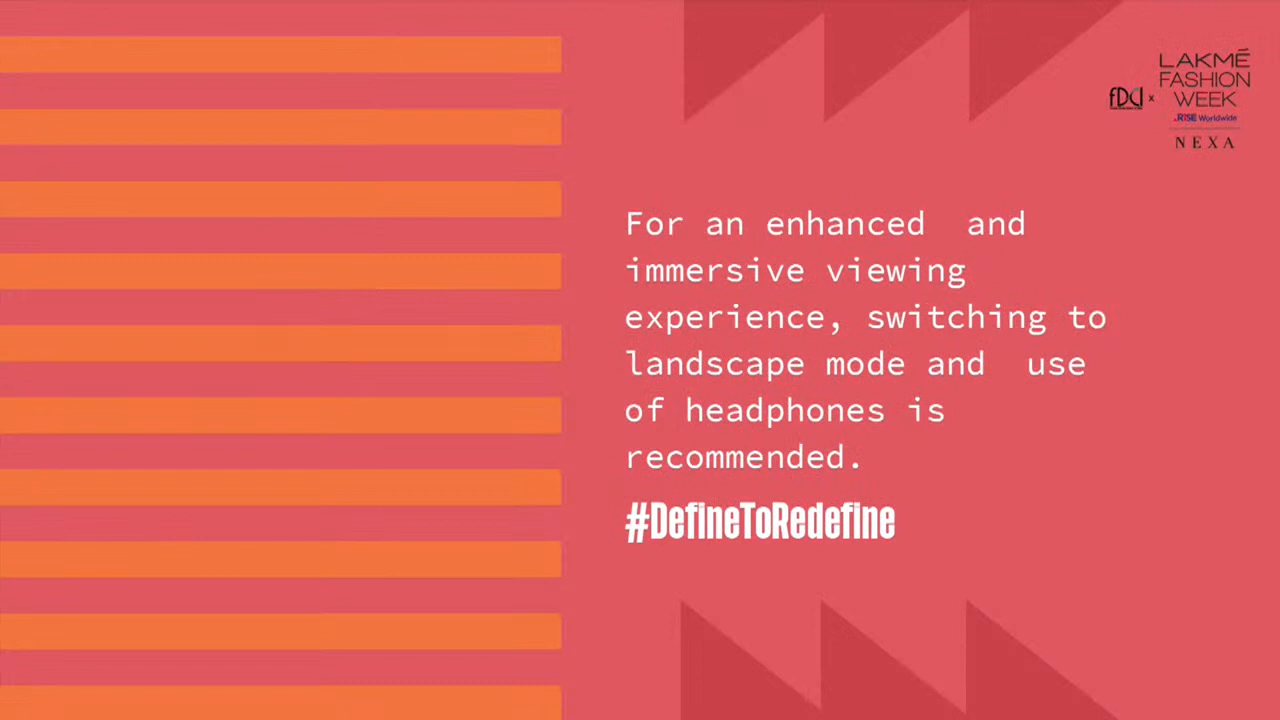 LAKMĒ
FASHION
WEEK
fDCI x
.RISE Worldwide
NEXA
For an enhanced  and
immersive viewing
experience, switching to
landscape mode and  use
of headphones is
recommended.
#DefineToRedefine